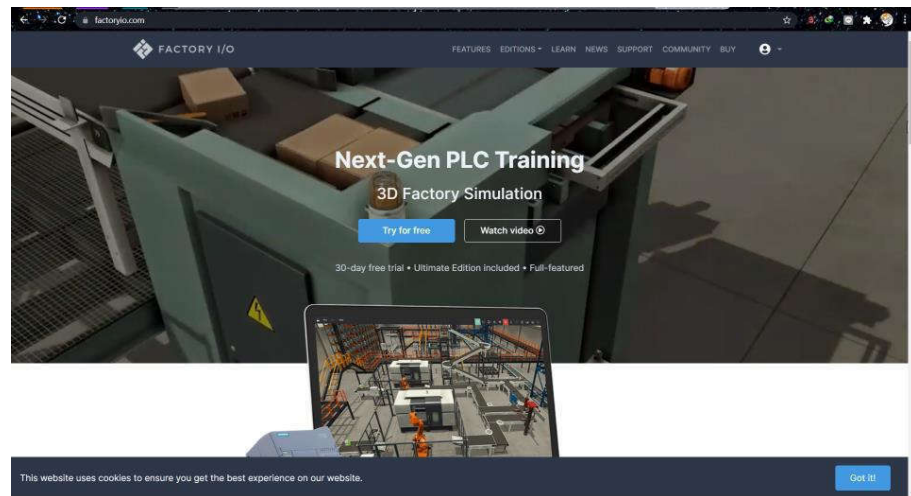 factoryio.com
FACTORY I/O
FEATURES EDITIONS LEARN NEWS SUPPORT COMMUNITY BUY
Next-Gen PLC Training
3D Factory Simulation
Try for free Watch video
30-day free trial • Ultimate Edition included • Full-featured
This website uses cookies to ensure you get the best experience on our website. Got it!